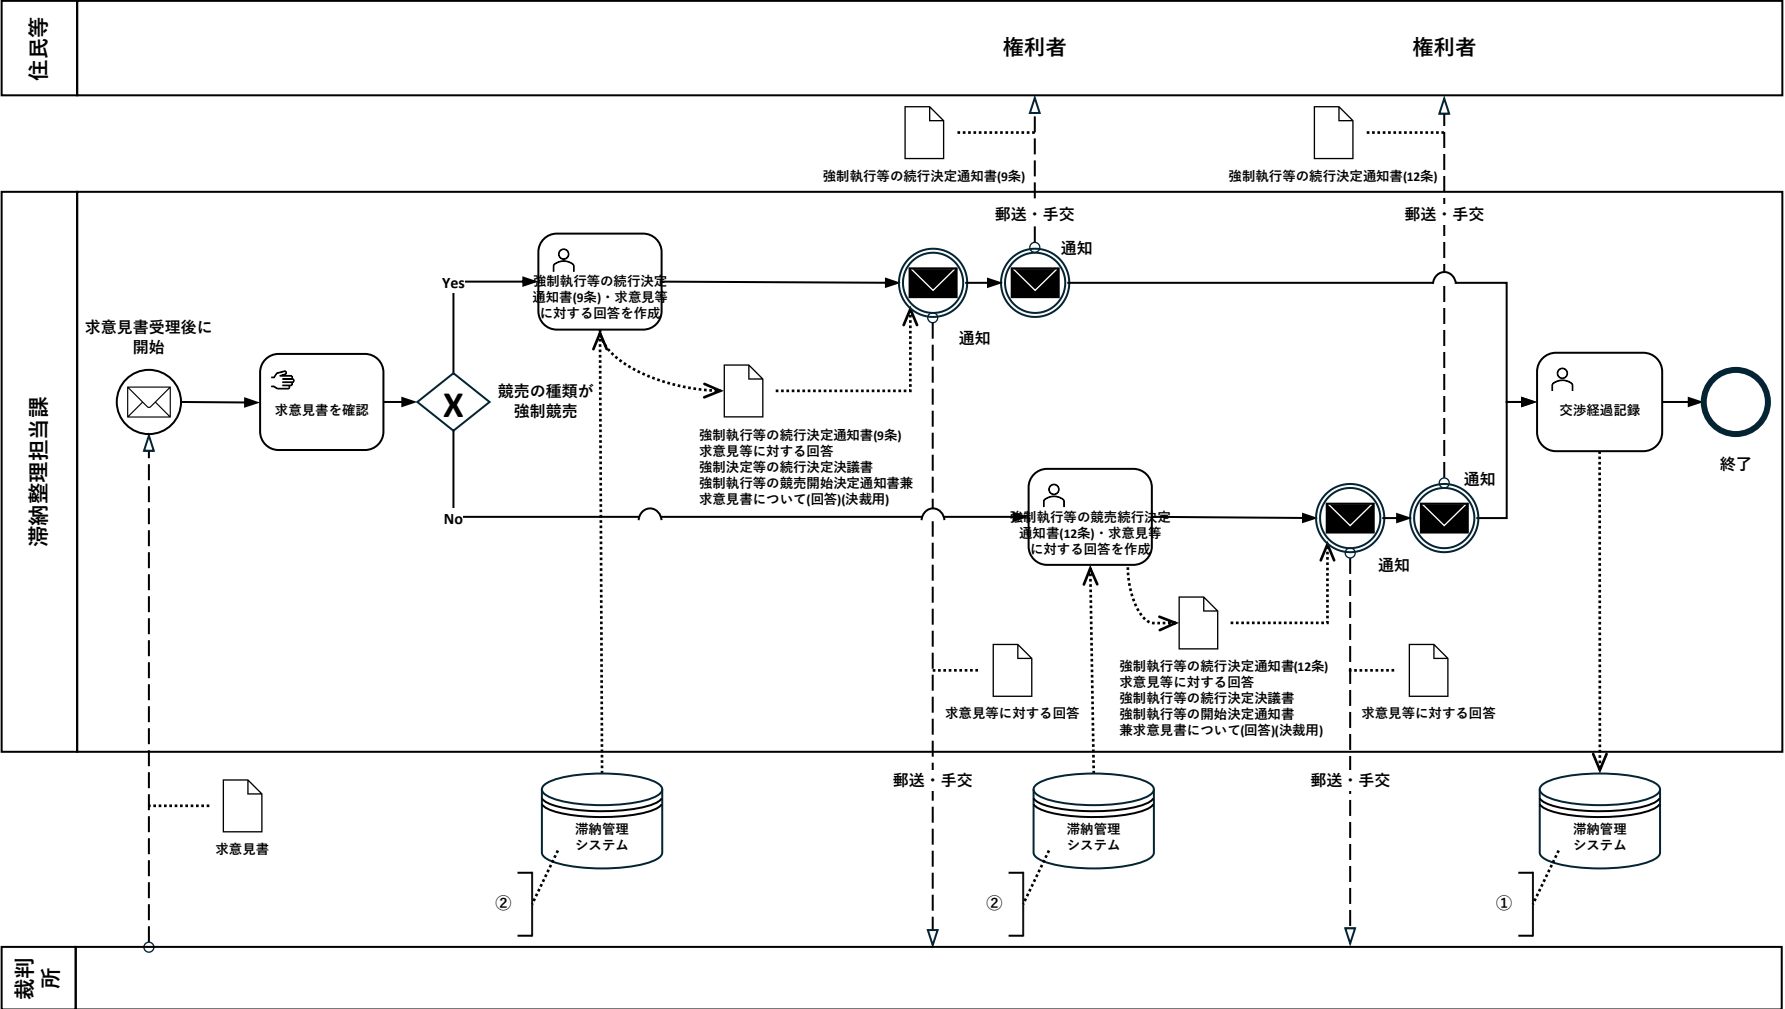 住民等
権利者
権利者
強制執行等の続行決定通知書(9条)
強制執行等の続行決定通知書(12条)
滞納整理担当課
郵送・手交
郵送・手交
通知
求意見書受理後に
開始
求意見書を確認
X
競売の種類が
強制競売
Yes
強制執行等の続行決定
通知書(9条)・求意見等
に対する回答を作成
通知
強制執行等の続行決定通知書(9条)
求意見等に対する回答
強制決定等の続行決定決議書
強制執行等の競売開始決定通知書兼
求意見書について(回答)(決裁用)
No
強制執行等の競売続行決定
通知書(12条)・求意見等
に対する回答を作成
通知
通知
交渉経過記録
終了
強制執行等の続行決定通知書(12条)
求意見等に対する回答
強制執行等の続行決定決議書
強制執行等の開始決定通知書
兼求意見書について(回答)(決裁用)
求意見等に対する回答
求意見等に対する回答
郵送・手交
郵送・手交
求意見書
滞納管理
システム
②
滞納管理
システム
②
滞納管理
システム
①
裁判
所